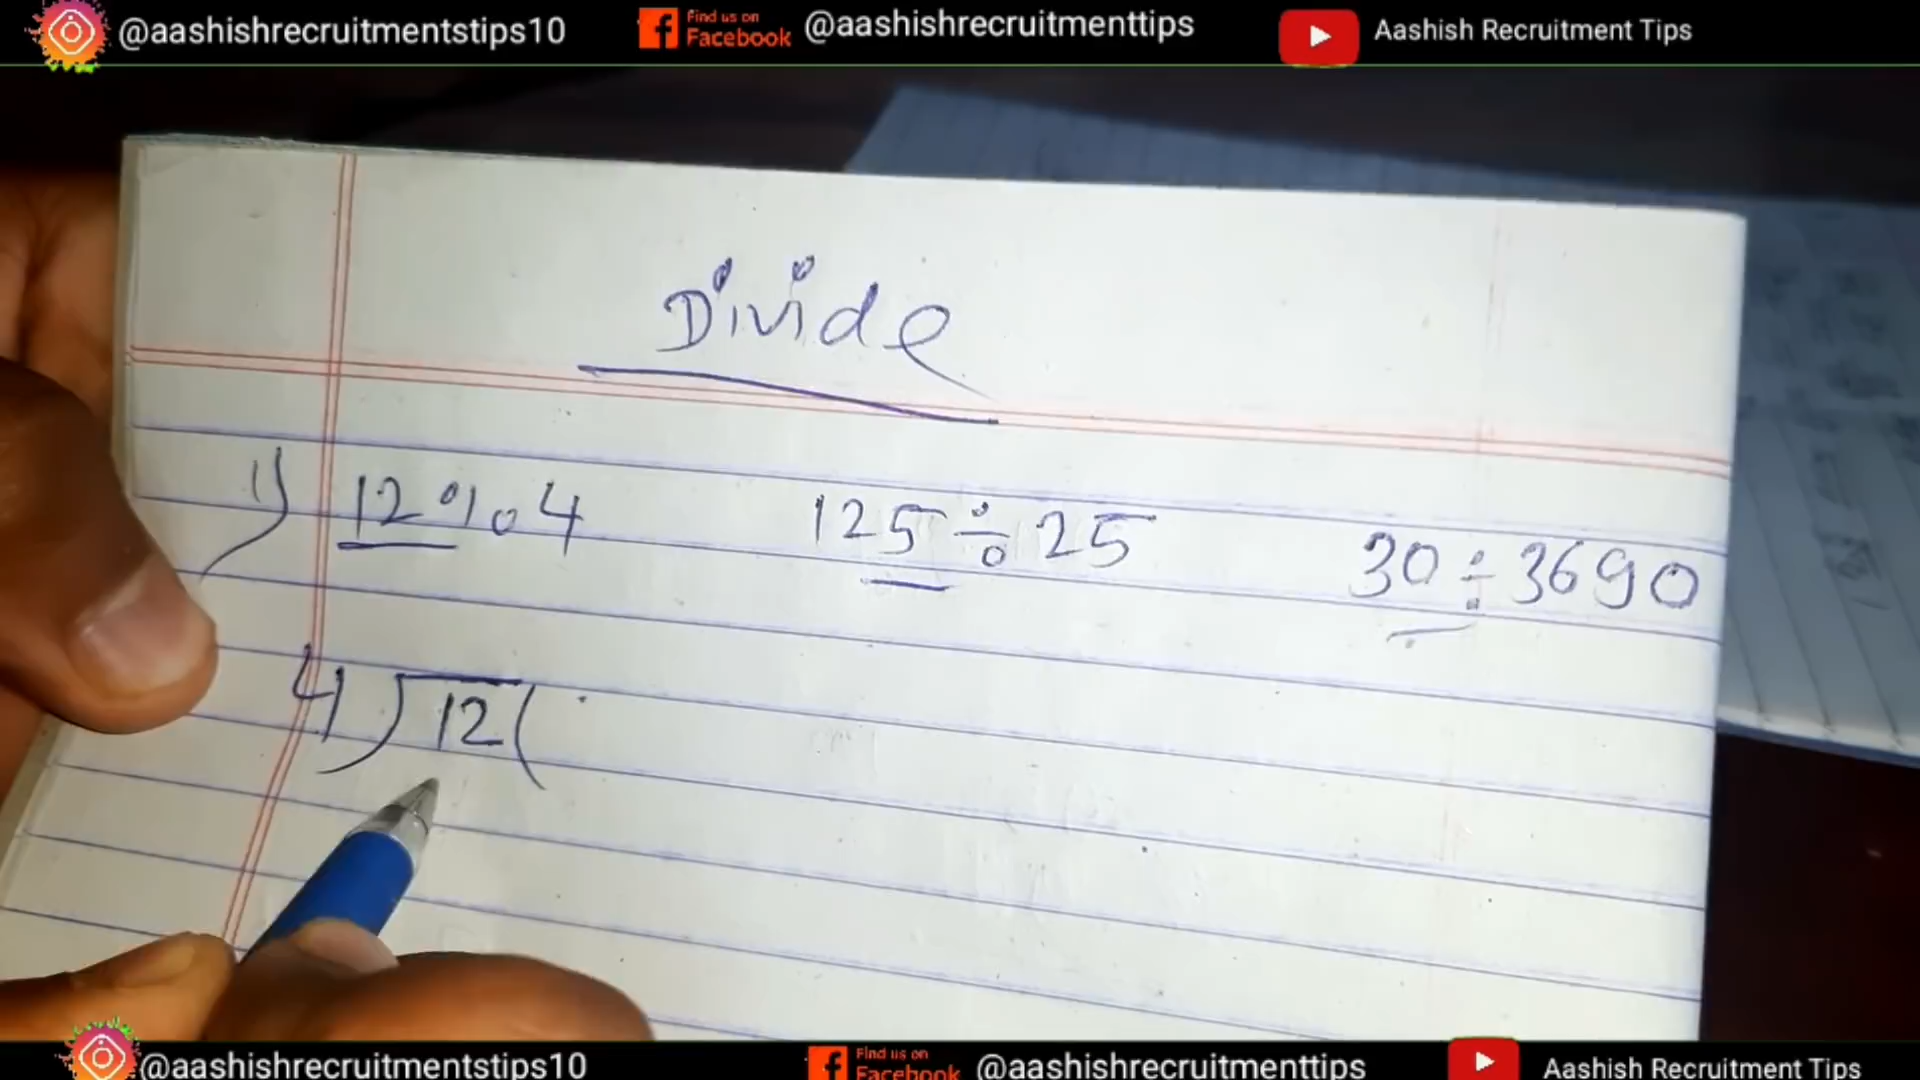 @aashishrecruitmentstips10 Find us on Facebook @aashishrecruitmenttips Aashish Recruitment Tips
Divide
1) 12 % 4 125 ÷ 25 30 ÷ 3690
4)12(
@aashishrecruitmentstips10 Find us on Facebook @aashishrecruitmenttips Aashish Recruitment Tips